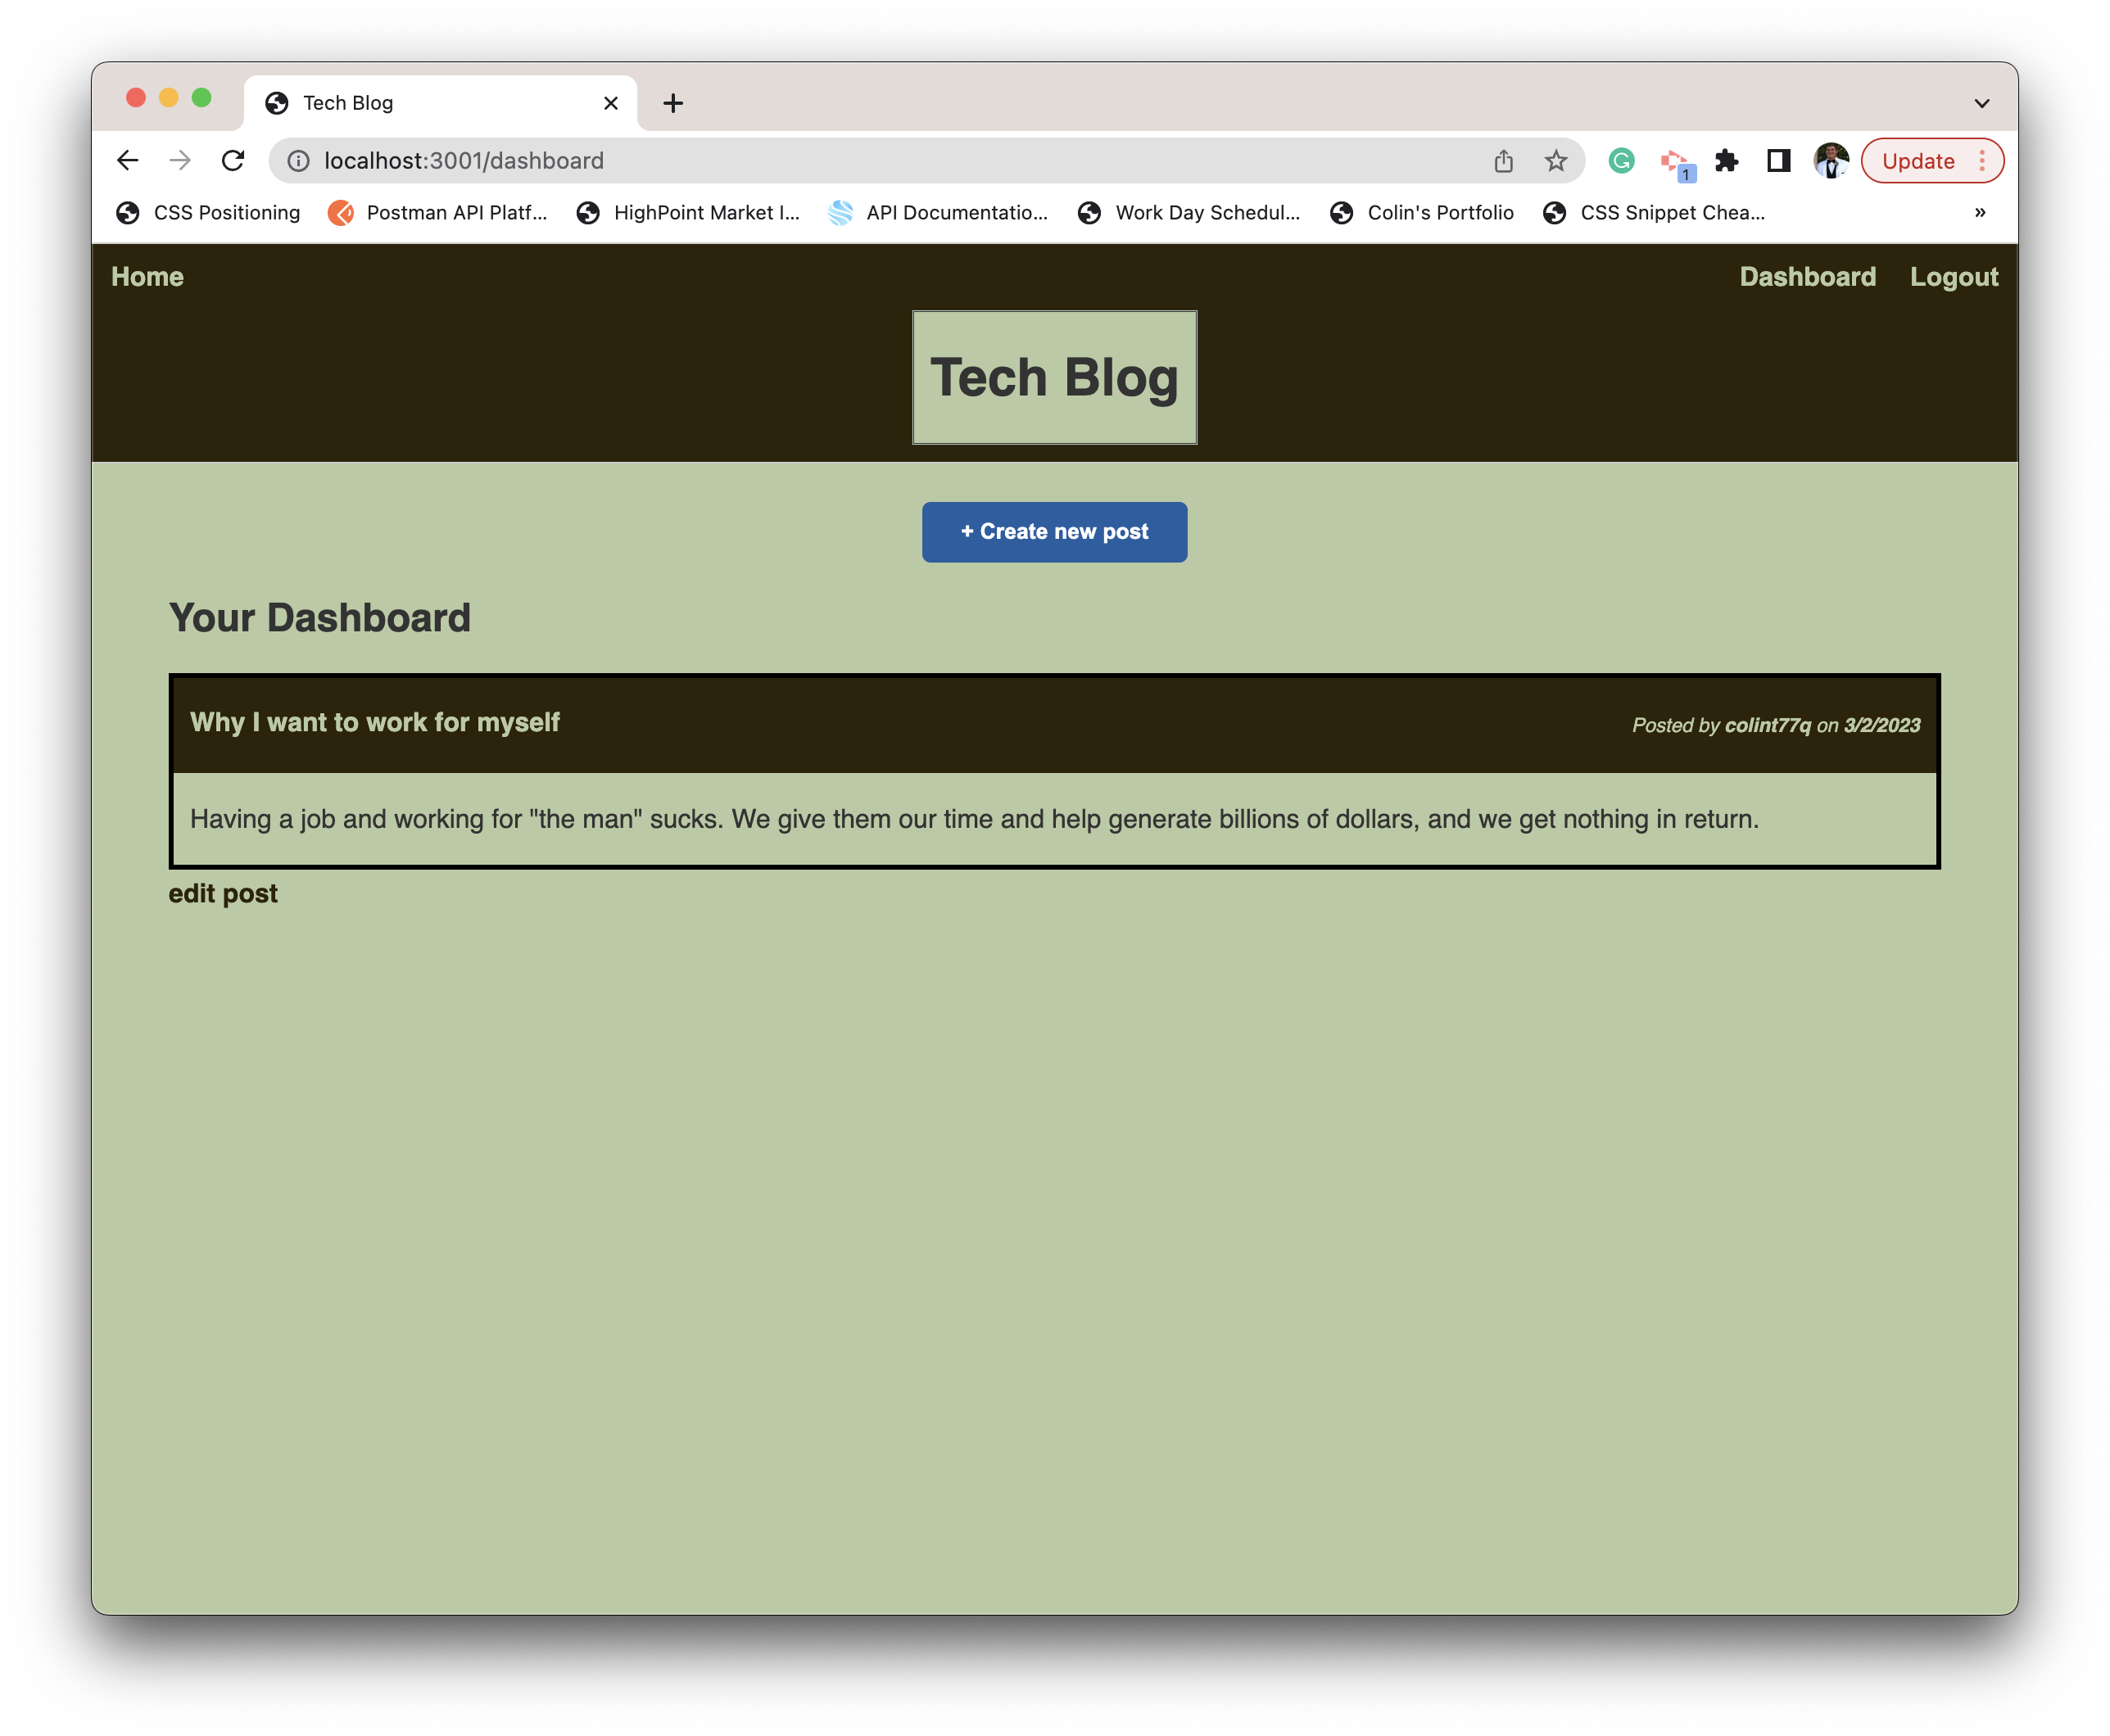 Tech Blog
localhost:3001/dashboard
Update
1
CSS Positioning
Postman API Platf...
HighPoint Market I...
API Documentatio...
Work Day Schedul...
Colin's Portfolio
CSS Snippet Chea...
»
Home
Dashboard
Logout
Tech Blog
+ Create new post
Your Dashboard
Why I want to work for myself
Posted by colint77q on 3/2/2023
Having a job and working for "the man" sucks. We give them our time and help generate billions of dollars, and we get nothing in return.
edit post